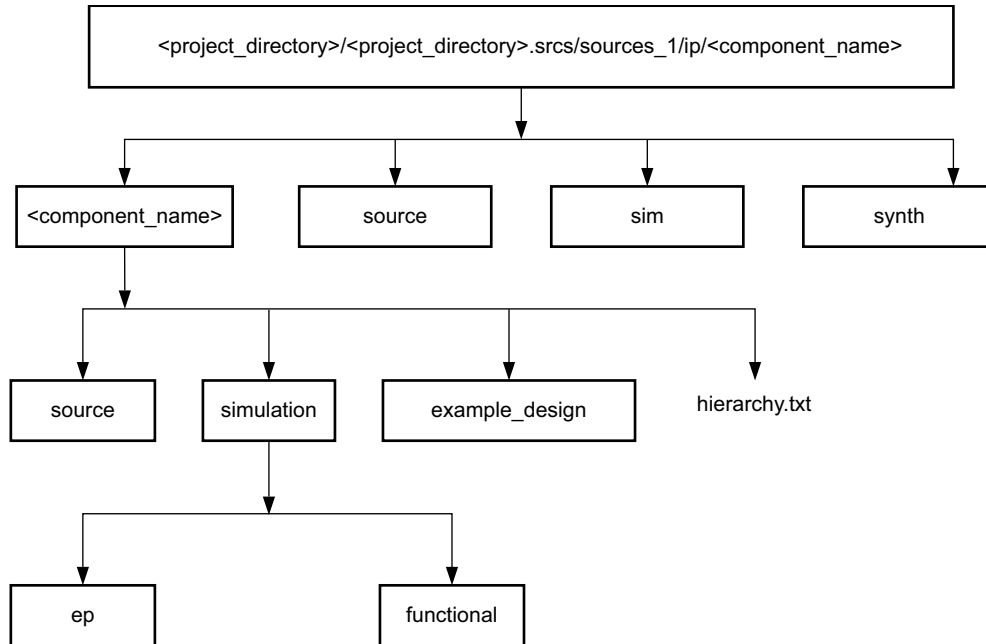 <project_directory>/<project_directory>.srcs/sources_1/ip/<component_name>
<component_name>
source
sim
synth
source
simulation
example_design
hierarchy.txt
ep
functional